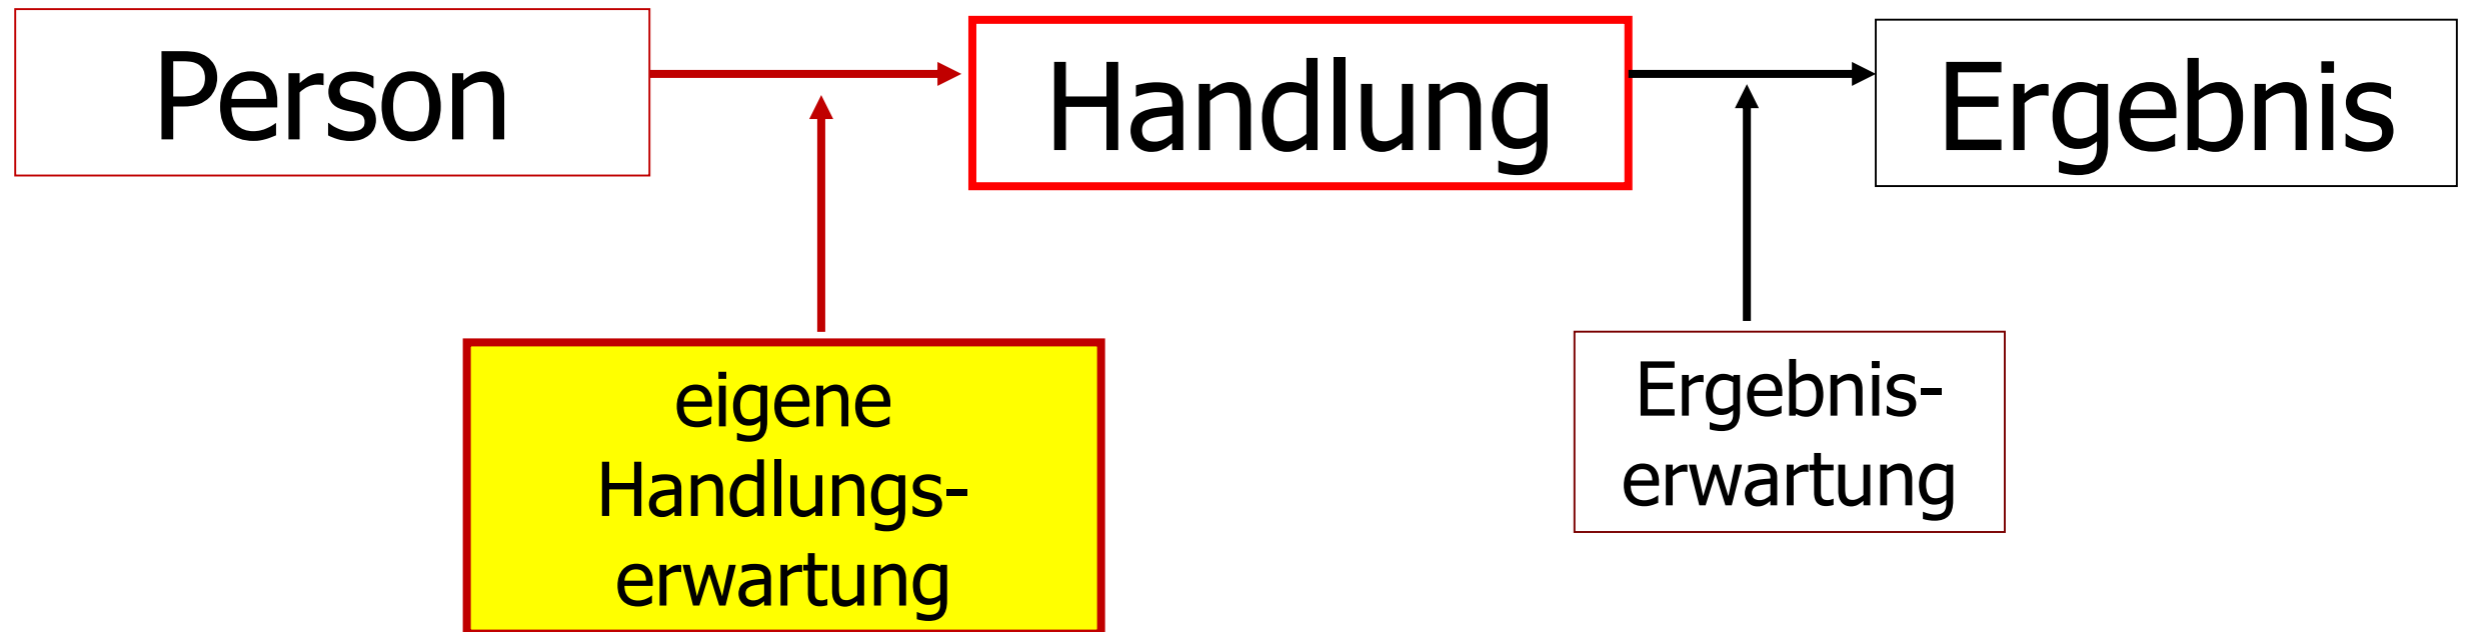 Person
Handlung
Ergebnis
eigene
Handlungs-
erwartung
Ergebnis-
erwartung